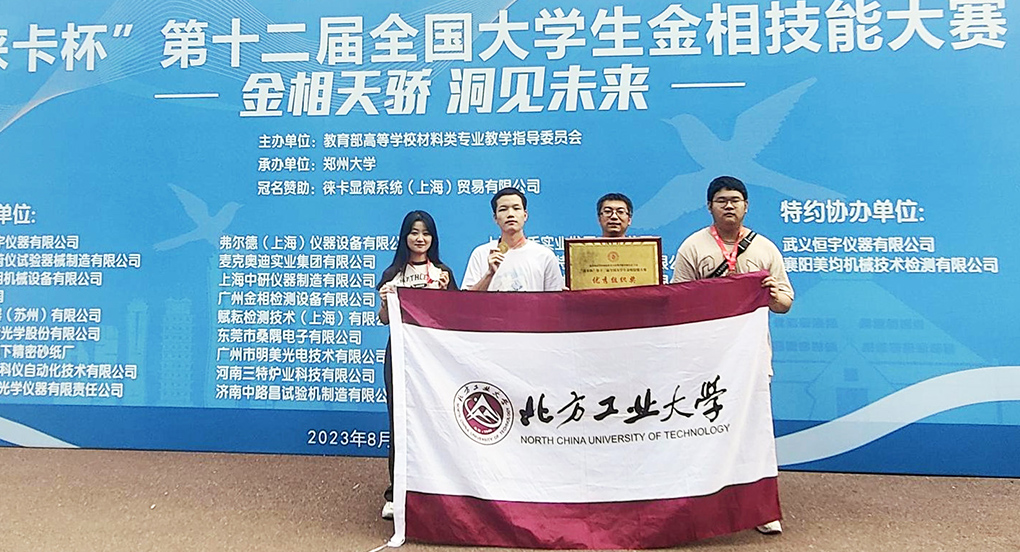 徕卡杯”第十二届全国大学生金相技能大赛
金相天骄 洞见未来
主办单位：教育部高等学校材料类专业教学指导委员会
承办单位：郑州大学
冠名赞助：徕卡显微系统（上海）贸易有限公司
单位:
宇仪器有限公司
试验器械制造有限公司
机械设备有限公司
（苏州）有限公司
光学股份有限公司
下精密砂纸厂
科仪自动化技术有限公司
光学仪器有限责任公司
弗尔德（上海）仪器设备有限公
麦克奥迪实业集团有限公司
上海中研仪器制造有限
广州金相检测设备有限公司
赋耘检测技术（上海）有限
东莞市桑隅电子有限公司
广州市明美光电技术有限公
河南三特炉业科技有限公司
济南中路昌试验机制造有限
实业
特约协办单位:
武义恒宇仪器有限公司
襄阳美均机械技术检测有限公司
2023年8月
优秀组织奖
北方工业大学
NORTH CHINA UNIVERSITY OF TECHNOLOGY